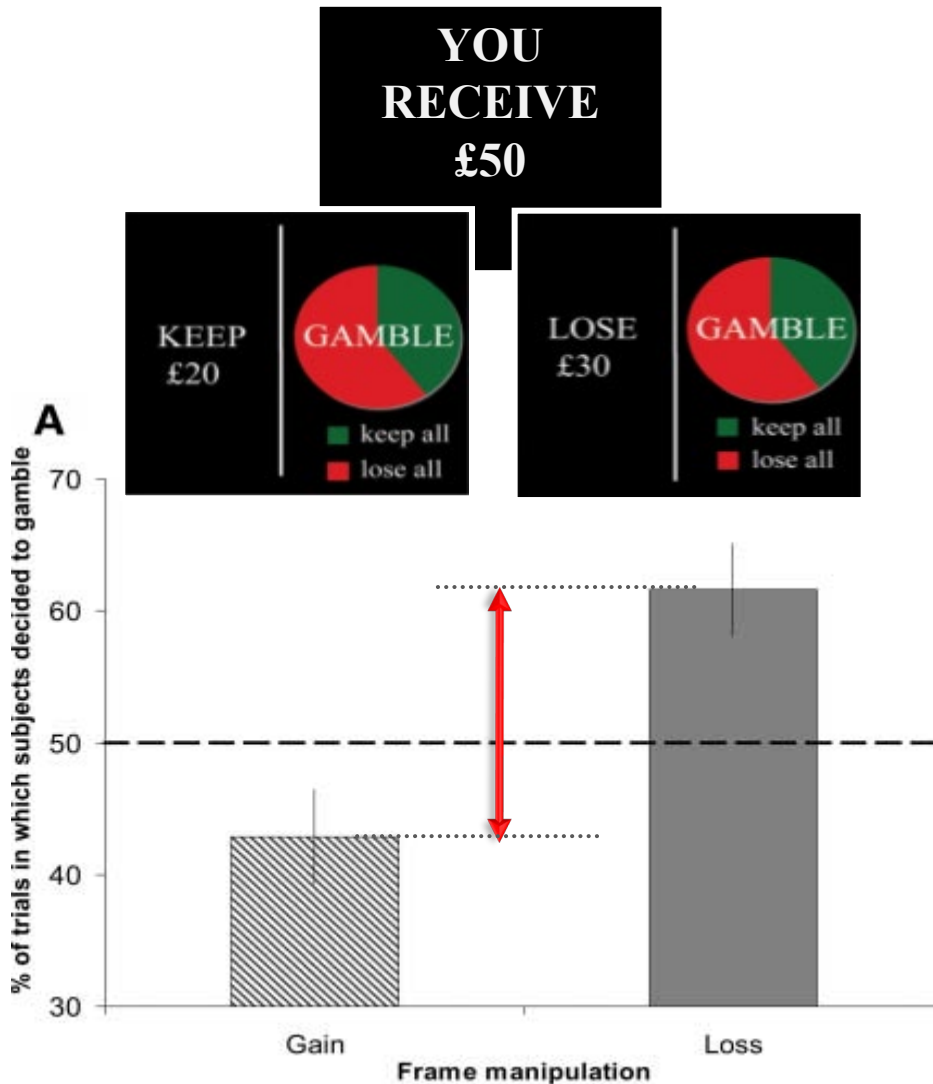 YOU
RECEIVE
£50
KEEP
£20
GAMBLE
keep all
lose all
LOSE
£30
GAMBLE
keep all
lose all
A
% of trials in which subjects decided to gamble
70
60
50
40
30
Gain
Loss
Frame manipulation